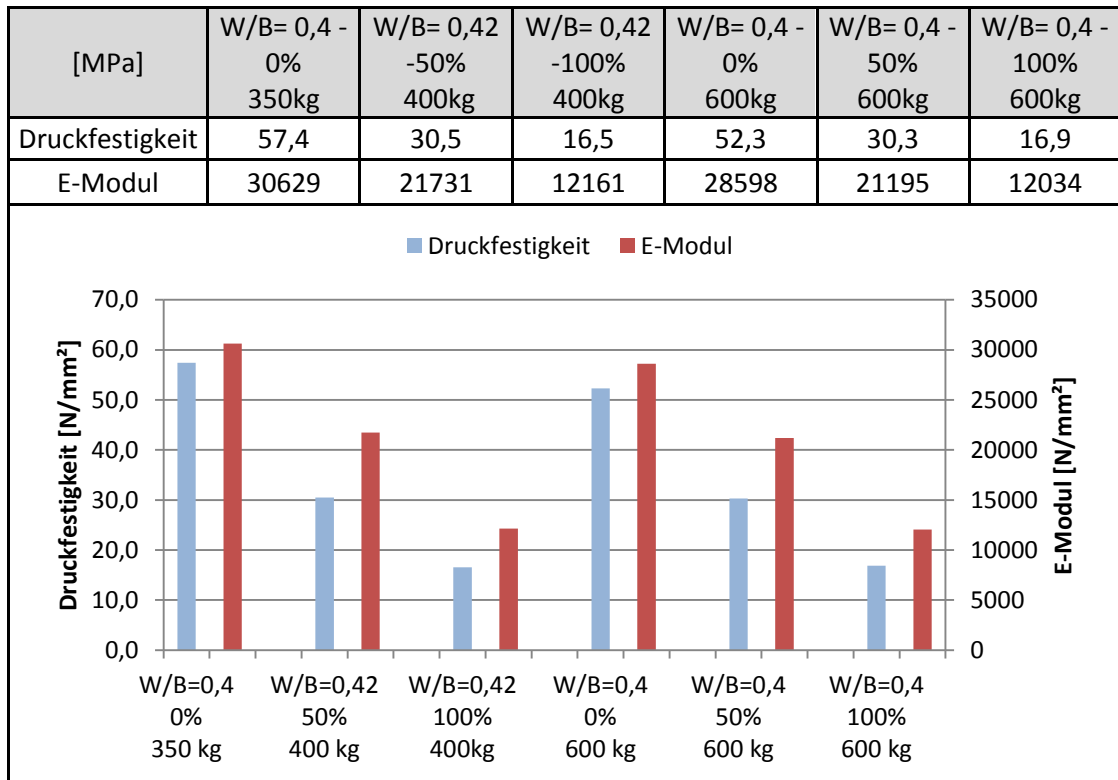 [MPa]
W/B= 0,4 -
0%
350kg
W/B= 0,42
-50%
400kg
W/B= 0,42
-100%
400kg
W/B= 0,4 -
0%
600kg
W/B= 0,4 -
50%
600kg
W/B= 0,4 -
100%
600kg
Druckfestigkeit 57,4 30,5 16,5 52,3 30,3 16,9
E-Modul 30629 21731 12161 28598 21195 12034
Druckfestigkeit E-Modul
Druckfestigkeit [N/mm²]
70,0
60,0
50,0
40,0
30,0
20,0
10,0
0,0
35000
30000
25000
20000
15000
10000
5000
0
E-Modul [N/mm²]
W/B=0,4
0%
350 kg
W/B=0,42
50%
400 kg
W/B=0,42
100%
400kg
W/B=0,4
0%
600 kg
W/B=0,4
50%
600 kg
W/B=0,4
100%
600 kg